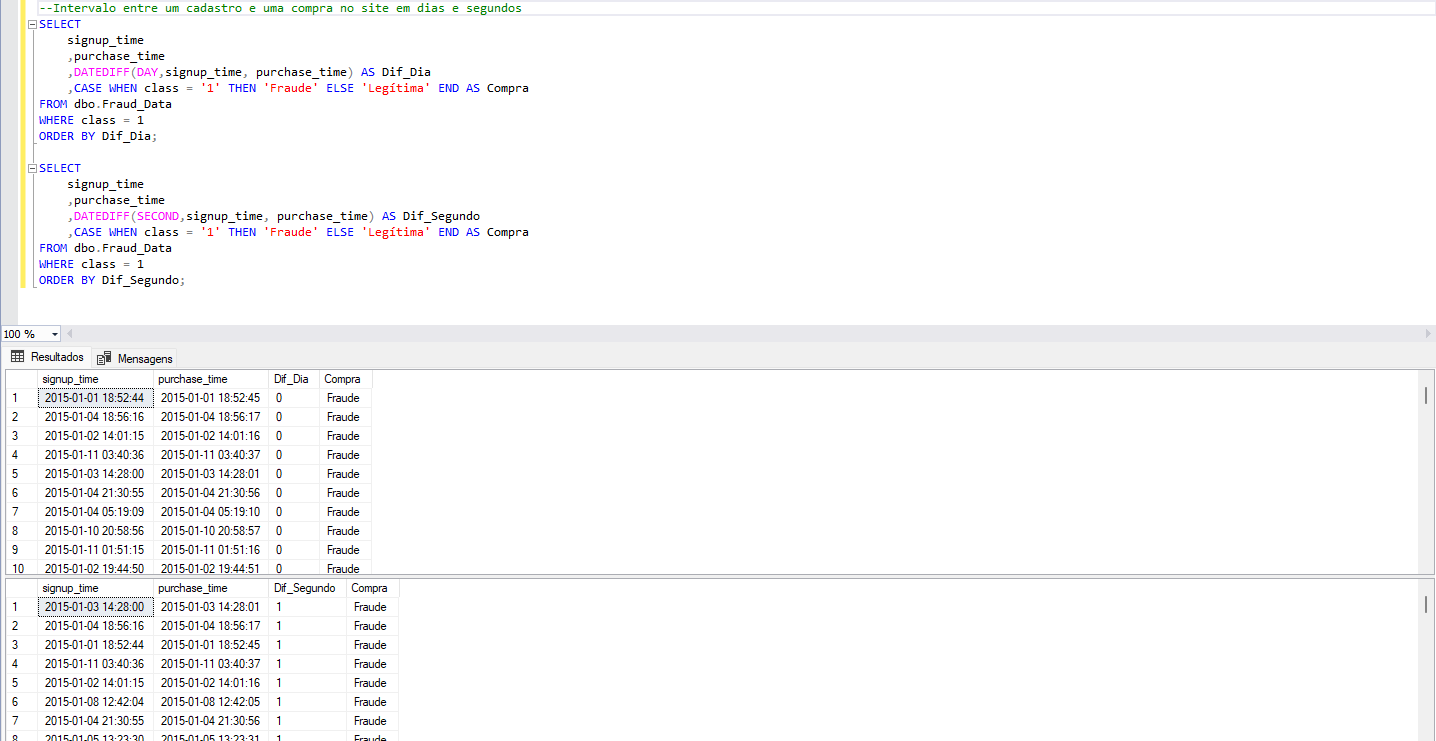 --Intervalo entre um cadastro e uma compra no site em dias e segundos
SELECT
signup_time
,purchase_time
,DATEDIFF(DAY,signup_time, purchase_time) AS Dif_Dia
,CASE WHEN class = '1' THEN 'Fraude' ELSE 'Legítima' END AS Compra
FROM dbo.Fraud_Data
WHERE class = 1
ORDER BY Dif_Dia;
SELECT
signup_time
,purchase_time
,DATEDIFF(SECOND,signup_time, purchase_time) AS Dif_Segundo
,CASE WHEN class = '1' THEN 'Fraude' ELSE 'Legítima' END AS Compra
FROM dbo.Fraud_Data
WHERE class = 1
ORDER BY Dif_Segundo;
100 %
Resultados Mensagens
signup_time purchase_time Dif_Dia Compra
1 2015-01-01 18:52:44 2015-01-01 18:52:45 0 Fraude
2 2015-01-04 18:56:16 2015-01-04 18:56:17 0 Fraude
3 2015-01-02 14:01:15 2015-01-02 14:01:16 0 Fraude
4 2015-01-11 03:40:36 2015-01-11 03:40:37 0 Fraude
5 2015-01-03 14:28:00 2015-01-03 14:28:01 0 Fraude
6 2015-01-04 21:30:55 2015-01-04 21:30:56 0 Fraude
7 2015-01-04 05:19:09 2015-01-04 05:19:10 0 Fraude
8 2015-01-10 20:58:56 2015-01-10 20:58:57 0 Fraude
9 2015-01-11 01:51:15 2015-01-11 01:51:16 0 Fraude
10 2015-01-02 19:44:50 2015-01-02 19:44:51 0 Fraude
signup_time purchase_time Dif_Segundo Compra
1 2015-01-03 14:28:00 2015-01-03 14:28:01 1 Fraude
2 2015-01-04 18:56:16 2015-01-04 18:56:17 1 Fraude
3 2015-01-01 18:52:44 2015-01-01 18:52:45 1 Fraude
4 2015-01-11 03:40:36 2015-01-11 03:40:37 1 Fraude
5 2015-01-02 14:01:15 2015-01-02 14:01:16 1 Fraude
6 2015-01-08 12:42:04 2015-01-08 12:42:05 1 Fraude
7 2015-01-04 21:30:55 2015-01-04 21:30:56 1 Fraude
8 2015-01-05 13:23:30 2015-01-05 13:23:31 1 Fraude